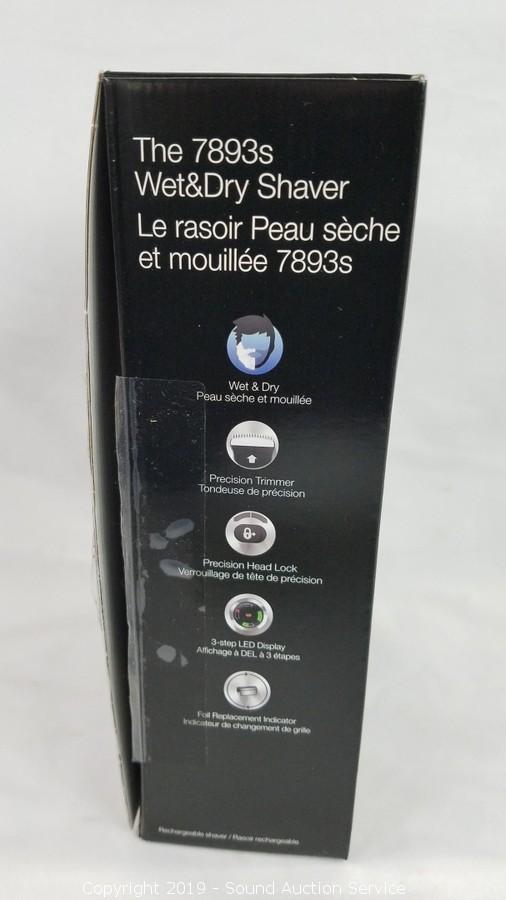 The 7893s
Wet&Dry Shaver
Le rasoir Peau sèche
et mouillée 7893s
Wet & Dry
Peau sèche et mouillée
Precision Trimmer
Tondeuse de précision
Precision Head Lock
Verrouillage de tête de précision
3-step LED Display
Affichage à DEL à 3 étapes
Foil Replacement Indicator
Indicateur de changement de grille
Rechargeable shaver / Rasoir rechargeable
Copyright 2019 - Sound Auction Service